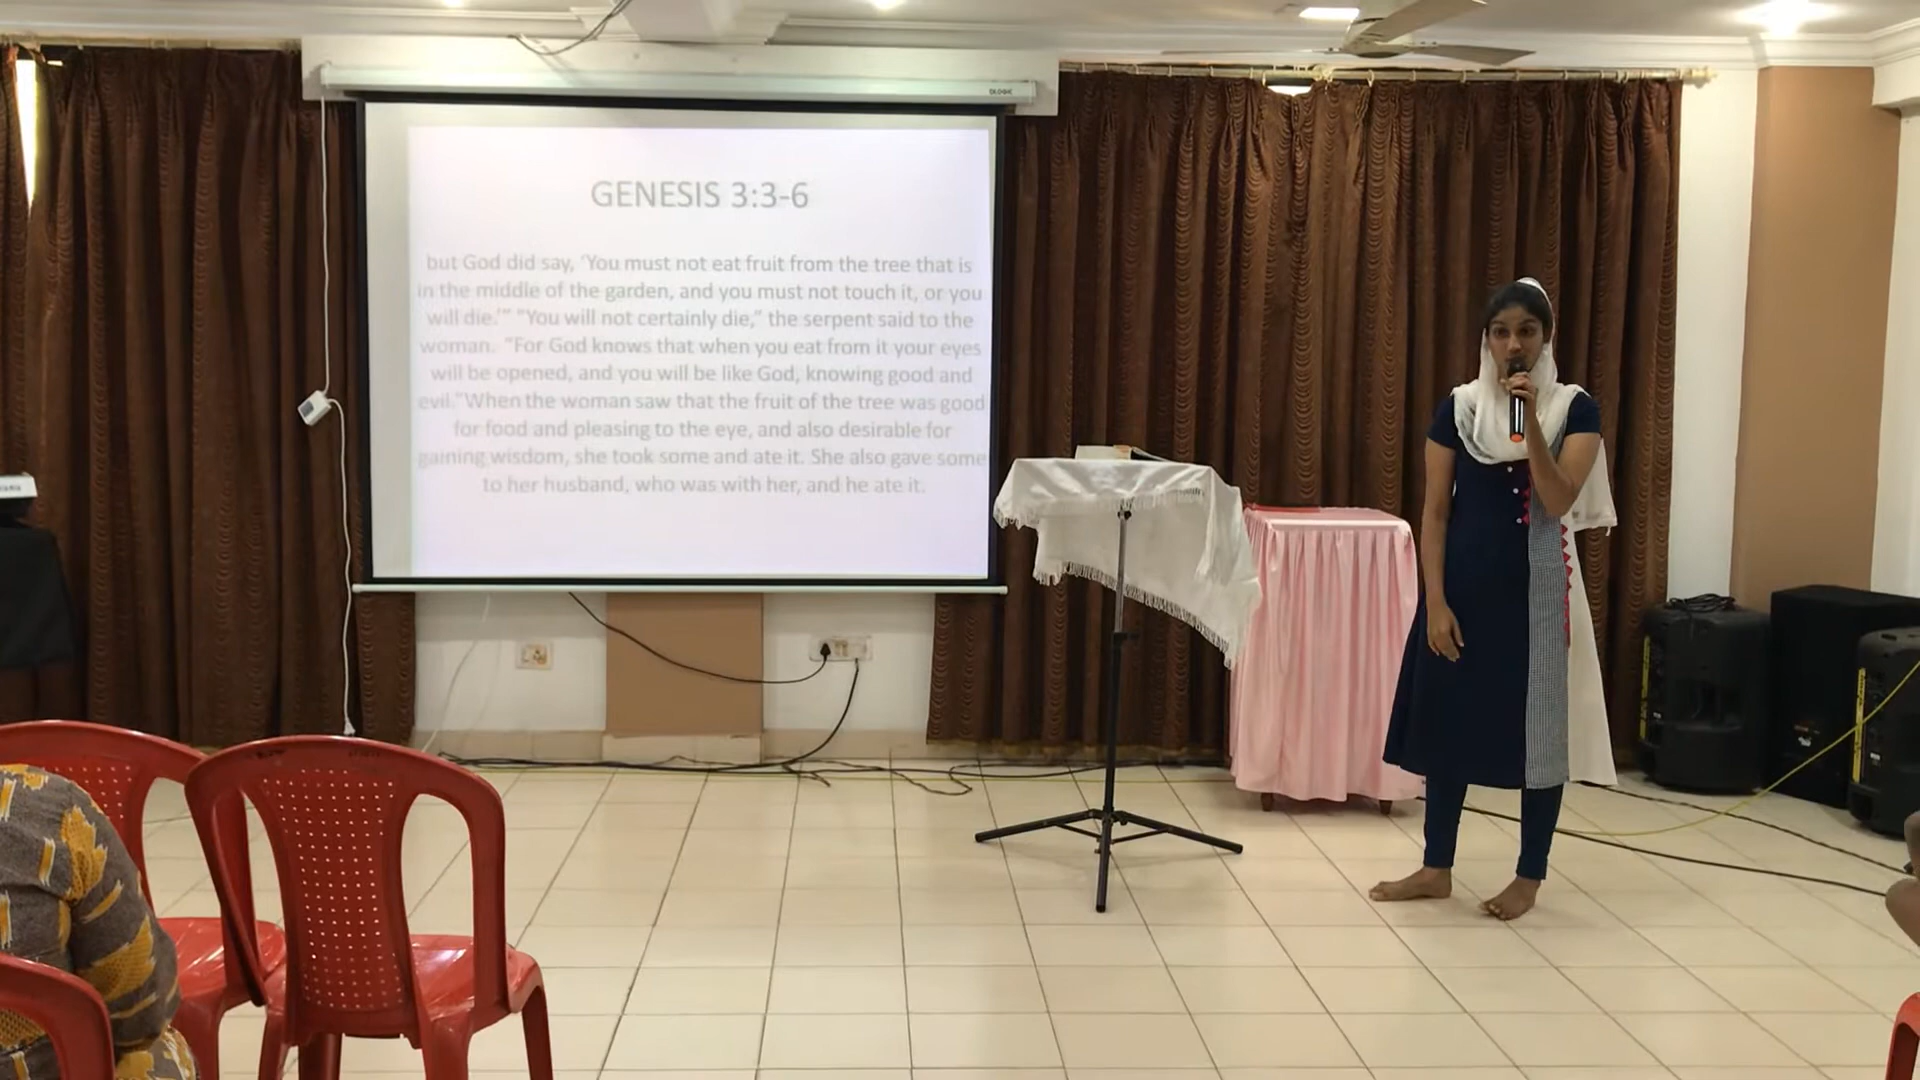 QLOGIC
GENESIS 3:3-6
but God did say, ‘You must not eat fruit from the tree that is
in the middle of the garden, and you must not touch it, or you
will die.’” “You will not certainly die,” the serpent said to the
woman. “For God knows that when you eat from it your eyes
will be opened, and you will be like God, knowing good and
evil.”When the woman saw that the fruit of the tree was good
for food and pleasing to the eye, and also desirable for
gaining wisdom, she took some and ate it. She also gave some
to her husband, who was with her, and he ate it.